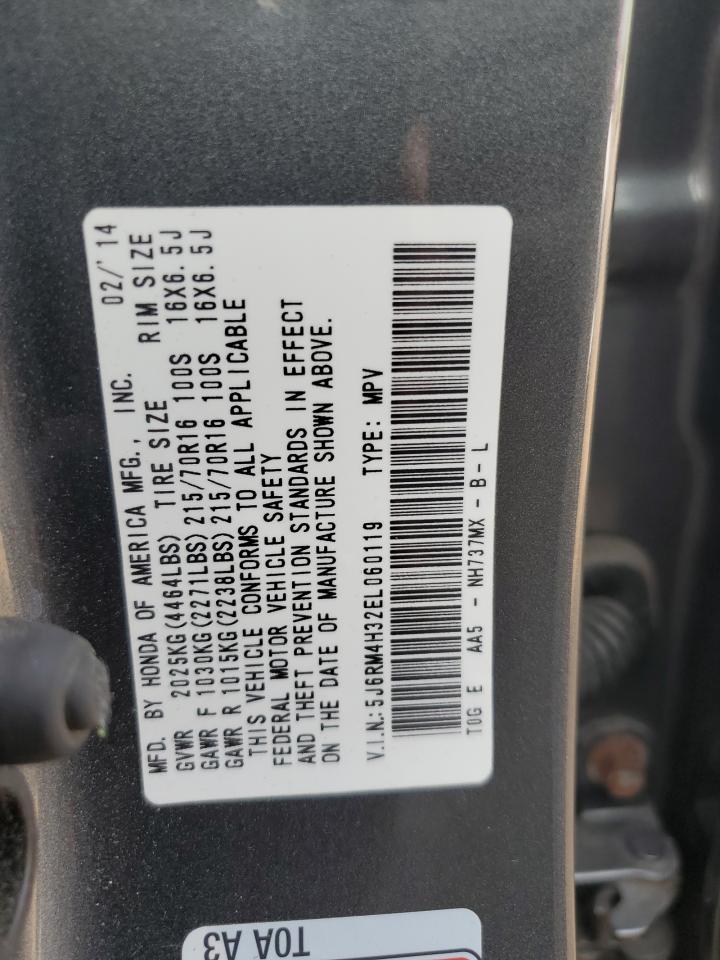 MFD. BY HONDA OF AMERICA MFG., INC. 02/'14
GVWR 2025KG(4464LBS) TIRE SIZE RIM SIZE
GAWR F 1030KG(2271LBS)215/70R16 100S 16X6.5J
GAWR R 1015KG(2238LBS)215/70R16 100S 16X6.5J
THIS VEHICLE CONFORMS TO ALL APPLICABLE
FEDERAL MOTOR VEHICLE SAFETY
AND THEFT PREVENTION STANDARDS IN EFFECT
ON THE DATE OF MANUFACTURE SHOWN ABOVE.
V.I.N.:5J6RM4H32EL060119 TYPE: MPV
T0G E AA5 - NH737MX - B - L
T0A A3